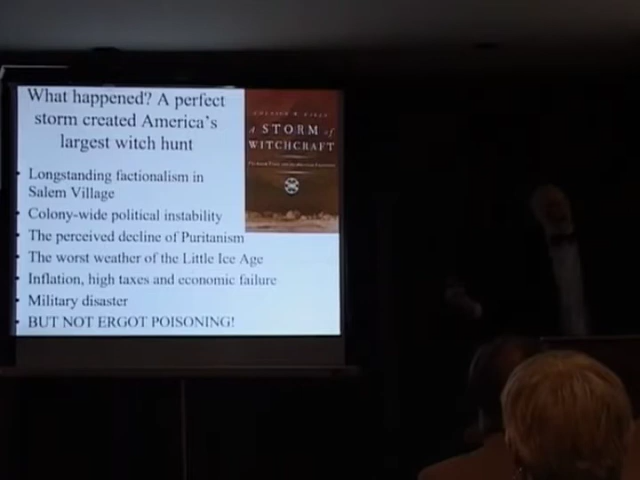 What happened? A perfect
storm created America's
largest witch hunt
A STORM of
WITCHCRAFT
• Longstanding factionalism in
Salem Village
• Colony-wide political instability
• The perceived decline of Puritanism
• The worst weather of the Little Ice Age
• Inflation, high taxes and economic failure
• Military disaster
• BUT NOT ERGOT POISONING!